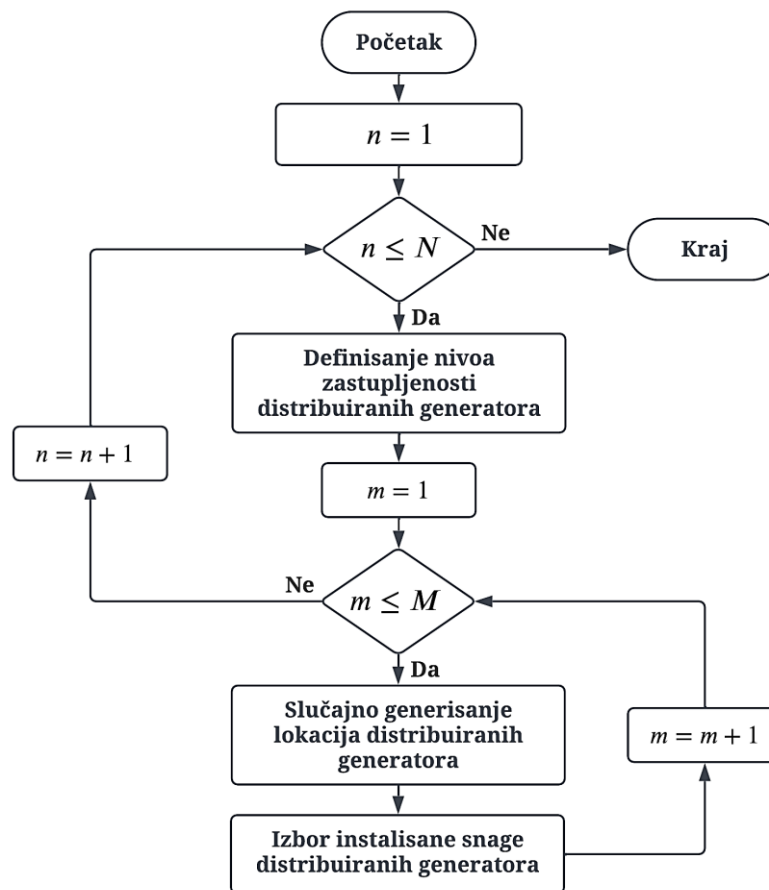 Početak
n = 1
n ≤ N
Ne
Kraj
Da
Definisanje nivoa
zastupljenosti
distribuiranih generatora
n = n + 1
m = 1
Ne
m ≤ M
Da
Slučajno generisanje
lokacija distribuiranih
generatora
m = m + 1
Izbor instalisane snage
distribuiranih generatora